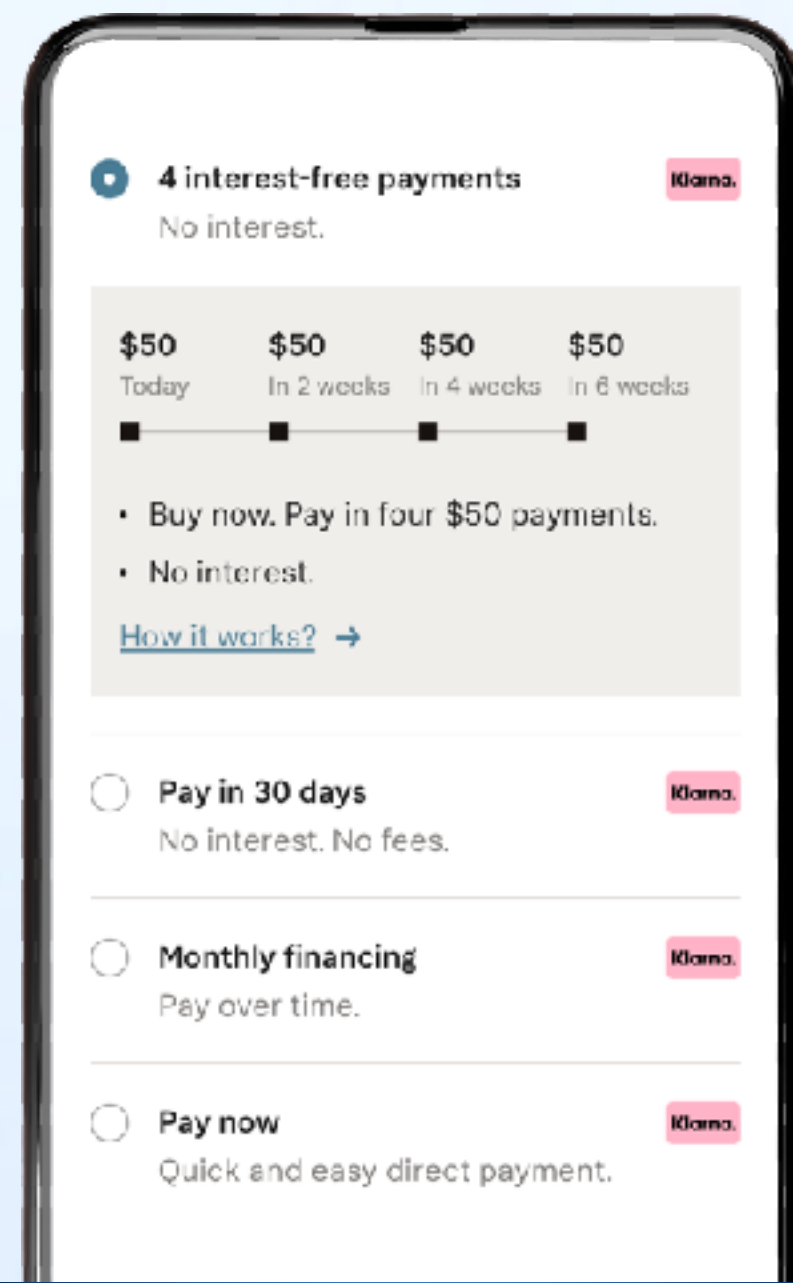 4 interest-free payments Klarna.
No interest.
$50 $50 $50 $50
Today In 2 weeks In 4 weeks In 6 weeks
• Buy now. Pay in four $50 payments.
• No interest.
How it works? →
Pay in 30 days Klarna.
No interest. No fees.
Monthly financing Klarna.
Pay over time.
Pay now Klarna.
Quick and easy direct payment.